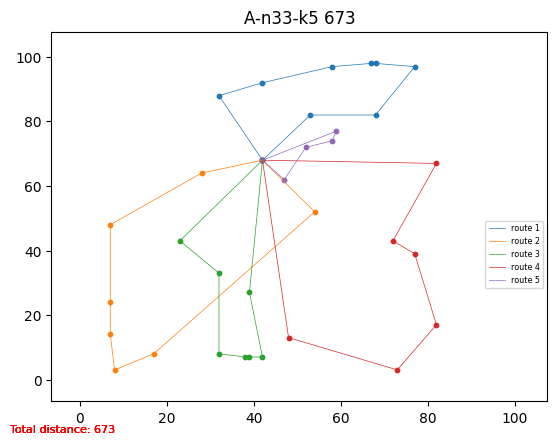 A-n33-k5 673
100
80
60
40
20
0
0 20 40 60 80 100
route 1
route 2
route 3
route 4
route 5
Total distance: 673